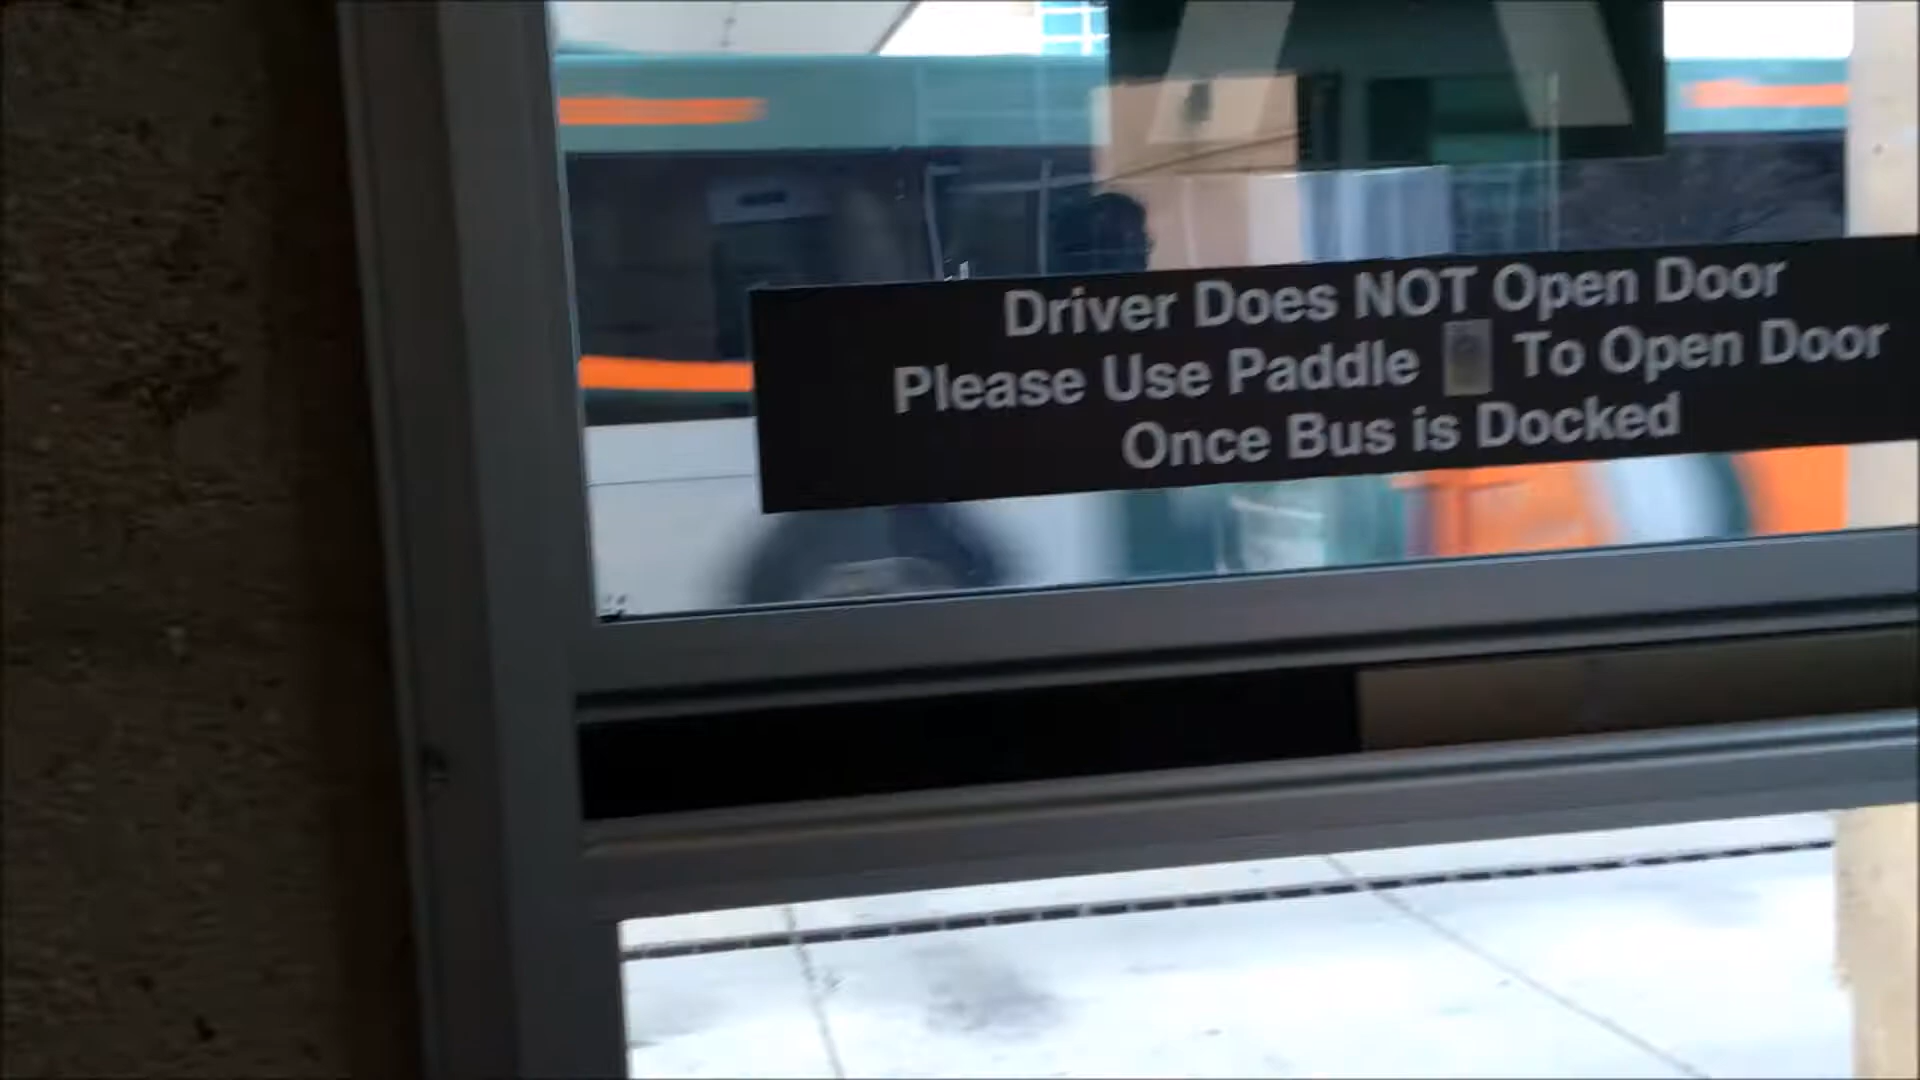 Driver Does NOT Open Door
Please Use Paddle To Open Door
Once Bus is Docked